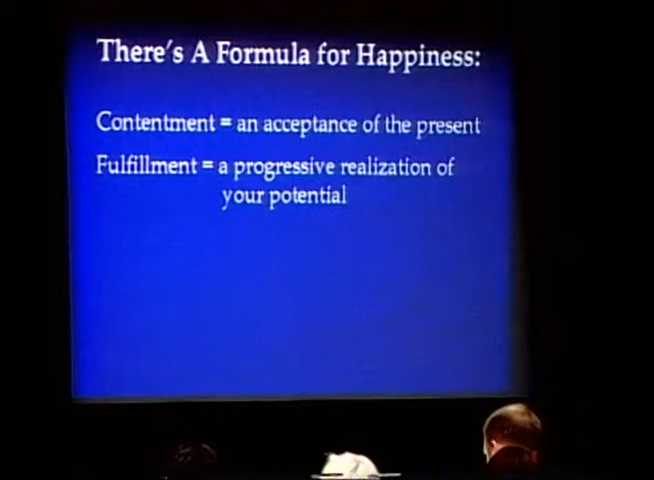 There's A Formula for Happiness:
Contentment = an acceptance of the present
Fulfillment = a progressive realization of
your potential